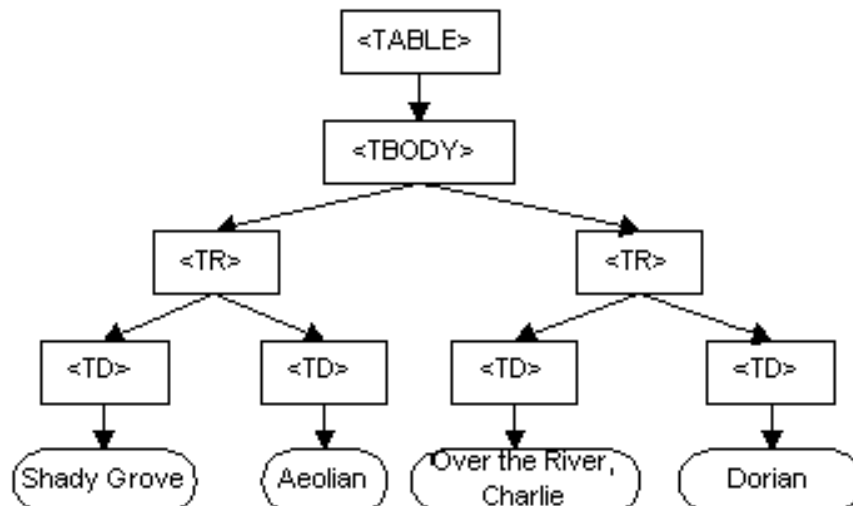 <TABLE>
<TBODY>
<TR>
<TR>
<TD>
<TD>
<TD>
<TD>
Shady Grove
Aeolian
Over the River,
Charlie
Dorian